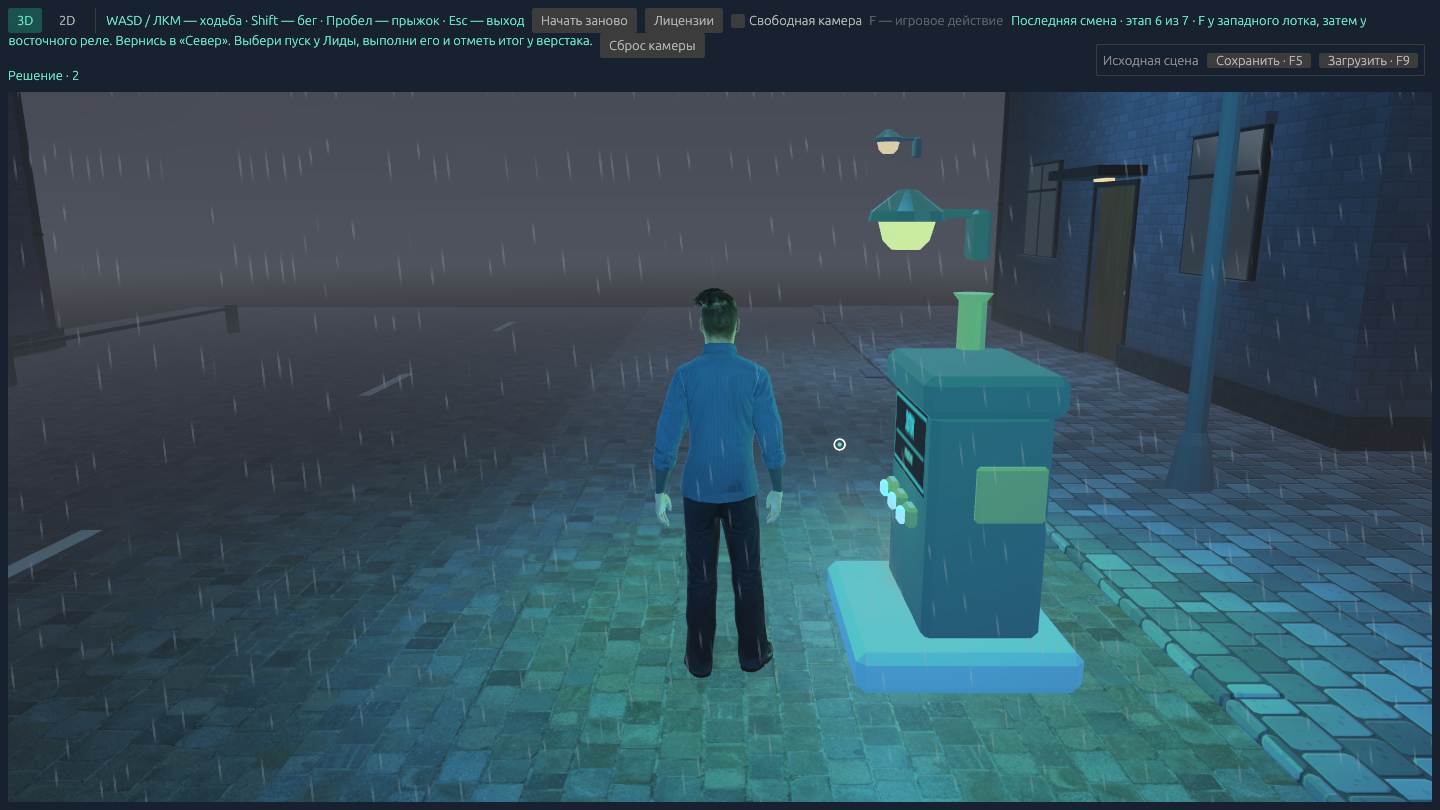 3D 2D WASD / ЛКМ — ходьба · Shift — бег · Пробел — прыжок · Esc — выход Начать заново Лицензии Свободная камера F — игровое действие Последняя смена · этап 6 из 7 · F у западного лотка, затем у
восточного реле. Вернись в «Север». Выбери пуск у Лиды, выполни его и отметь итог у верстака. Сброс камеры
Исходная сцена Сохранить · F5 Загрузить · F9
Решение · 2